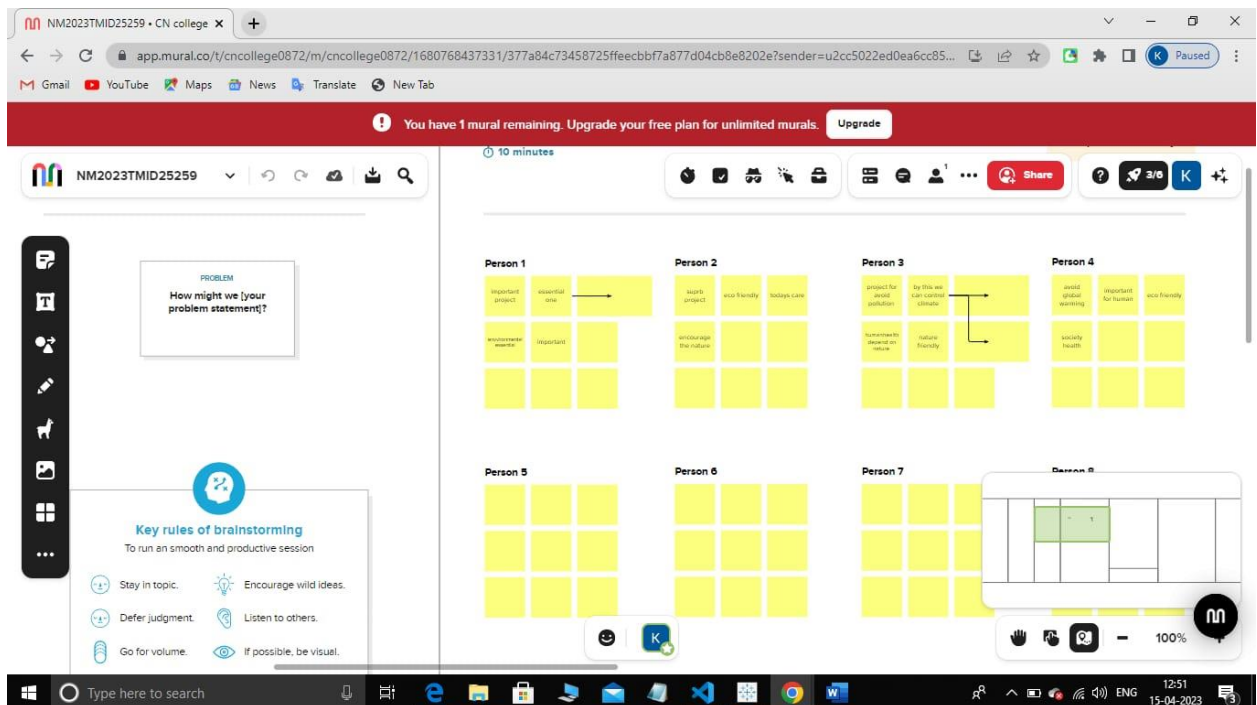 NM2023TMID25259 • CN college
app.mural.co/t/cncollege0872/m/cncollege0872/1680768437331/377a84c73458725ffeecbbf7a877d04cb8e8202e?sender=u2cc5022ed0ea6cc85...
K Paused
Gmail YouTube Maps News Translate New Tab
You have 1 mural remaining. Upgrade your free plan for unlimited murals. Upgrade
10 minutes
NM2023TMID25259
1
Share
3/6
K
PROBLEM
How might we [your
problem statement]?
Key rules of brainstorming
To run an smooth and productive session
Stay in topic. Encourage wild ideas.
Defer judgment. Listen to others.
Go for volume. If possible, be visual.
Person 1
important
project
essential
one
essential
important
Person 2
suprb
project
eco friendly
todays care
encourage
the nature
Person 3
project for
avoid
pollution
by this we
can control
climate
depend on
nature
nature
friendly
Person 4
avoid
global
warming
important
for human
eco friendly
society
health
Person 5
Person 6
Person 7
Person 8
K
100%
Type here to search
ENG
12:51
15-04-2023
3